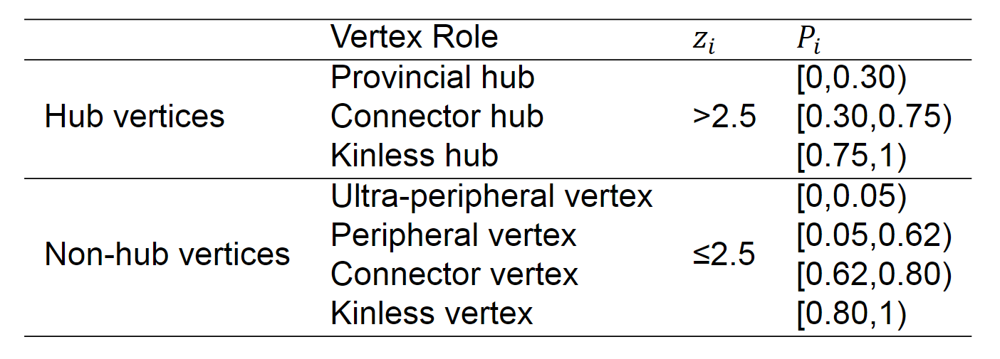 Vertex Role z_i P_i
Provincial hub [0,0.30)
Hub vertices Connector hub >2.5 [0.30,0.75)
Kinless hub [0.75,1)
Ultra-peripheral vertex [0,0.05)
Peripheral vertex [0.05,0.62)
Non-hub vertices ≤2.5
Connector vertex [0.62,0.80)
Kinless vertex [0.80,1)